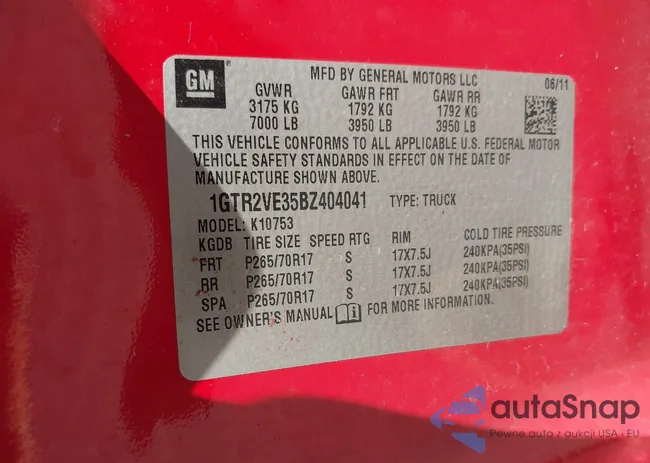 GM
MFD BY GENERAL MOTORS LLC
06/11
GVWR GAWR FRT GAWR RR
3175 KG 1792 KG 1792 KG
7000 LB 3950 LB 3950 LB
THIS VEHICLE CONFORMS TO ALL APPLICABLE U.S. FEDERAL MOTOR
VEHICLE SAFETY STANDARDS IN EFFECT ON THE DATE OF
MANUFACTURE SHOWN ABOVE.
1GTR2VE35BZ404041 TYPE: TRUCK
MODEL: K10753
KGDB TIRE SIZE SPEED RTG RIM COLD TIRE PRESSURE
FRT P265/70R17 S 17X7.5J 240KPA(35PSI)
RR P265/70R17 S 17X7.5J 240KPA(35PSI)
SPA P265/70R17 S 17X7.5J 240KPA(35PSI)
SEE OWNER'S MANUAL FOR MORE INFORMATION.
autaSnap
Pewne auta z aukcji USA i EU